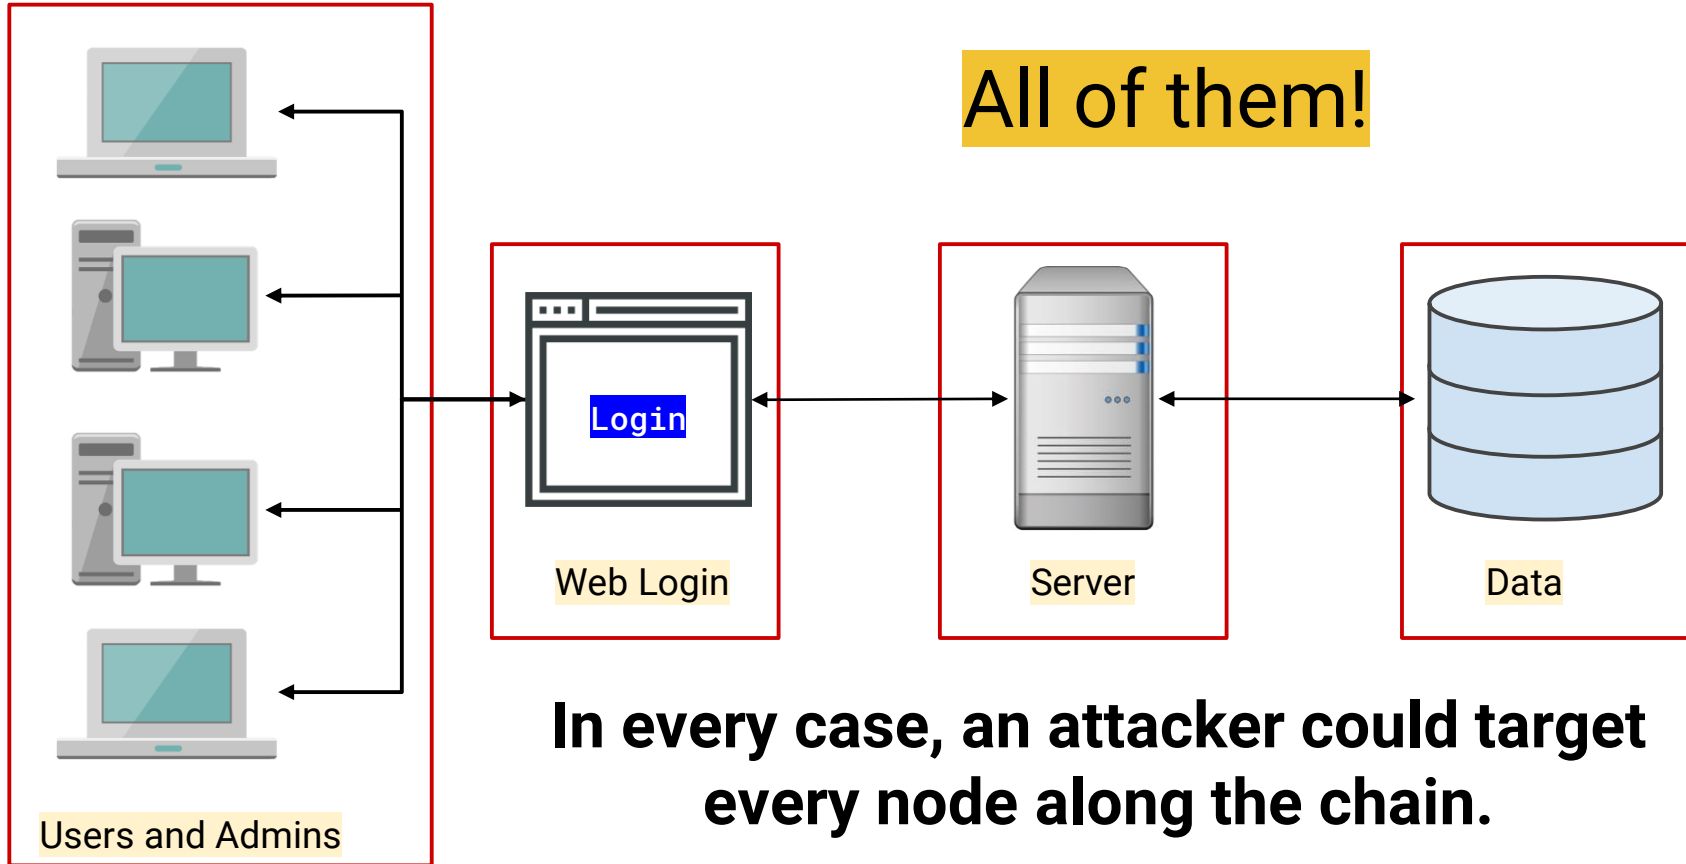 All of them!
Login
Web Login
Server
Data
Users and Admins
In every case, an attacker could target
every node along the chain.